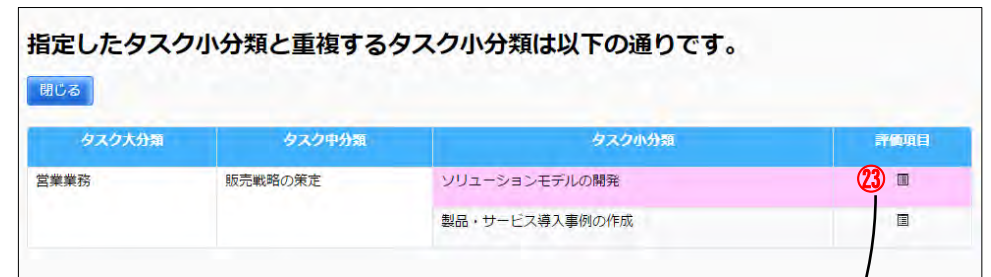 指定したタスク小分類と重複するタスク小分類は以下の通りです。
閉じる
タスク大分類 タスク中分類 タスク小分類 評価項目
営業業務 販売戦略の策定 ソリューションモデルの開発 ㉓
製品・サービス導入事例の作成